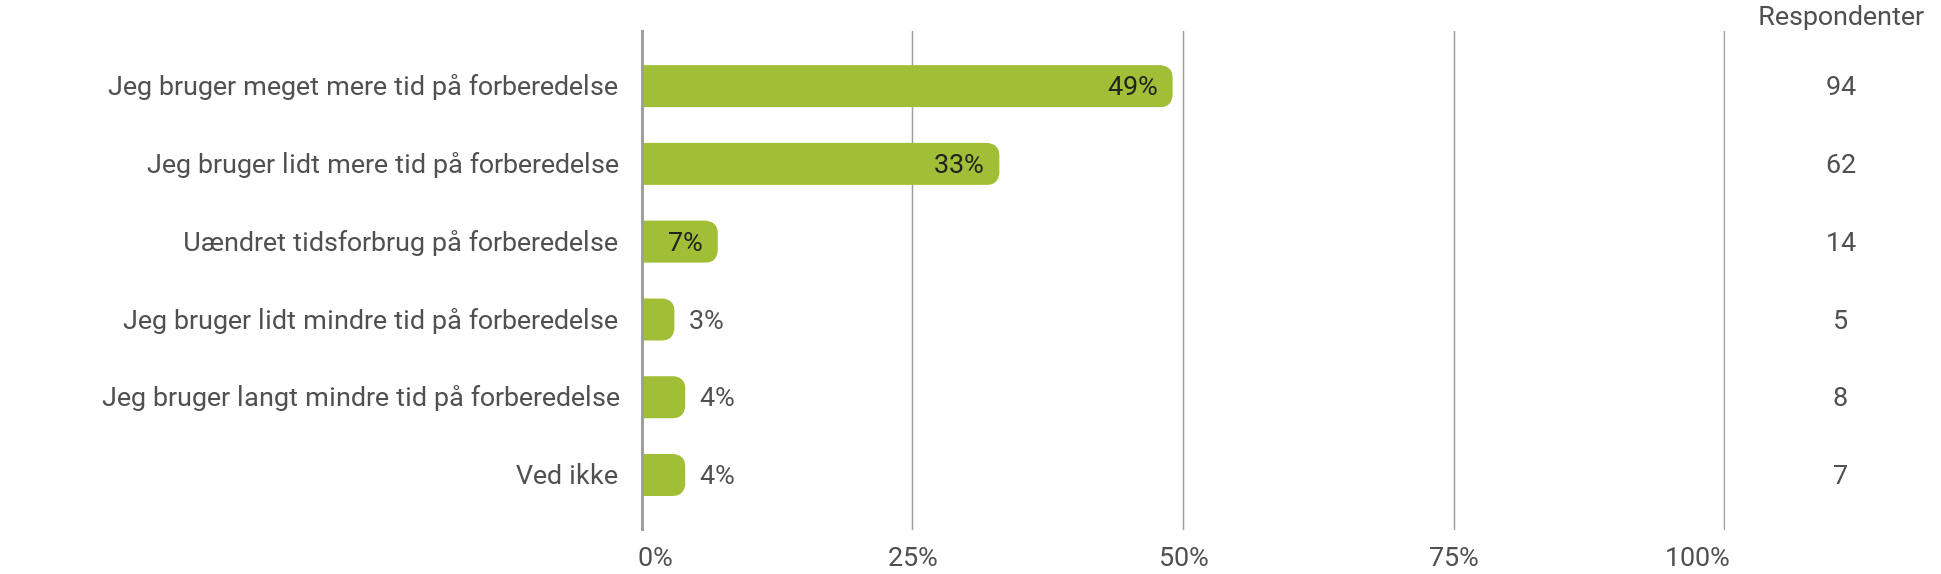 Respondenter
Jeg bruger meget mere tid på forberedelse 49% 94
Jeg bruger lidt mere tid på forberedelse 33% 62
Uændret tidsforbrug på forberedelse 7% 14
Jeg bruger lidt mindre tid på forberedelse 3% 5
Jeg bruger langt mindre tid på forberedelse 4% 8
Ved ikke 4% 7
0% 25% 50% 75% 100%